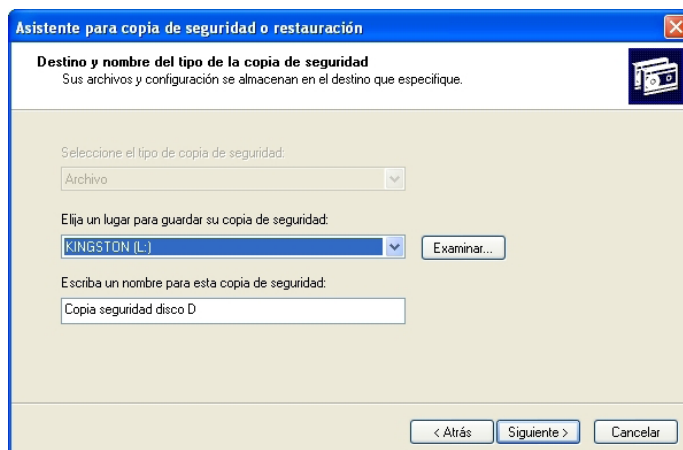 Asistente para copia de seguridad o restauración
Destino y nombre del tipo de la copia de seguridad
Sus archivos y configuración se almacenan en el destino que especifique.
Seleccione el tipo de copia de seguridad:
Archivo
Elija un lugar para guardar su copia de seguridad:
KINGSTON (L:)
Examinar...
Escriba un nombre para esta copia de seguridad:
Copia seguridad disco D
< Atrás
Siguiente >
Cancelar